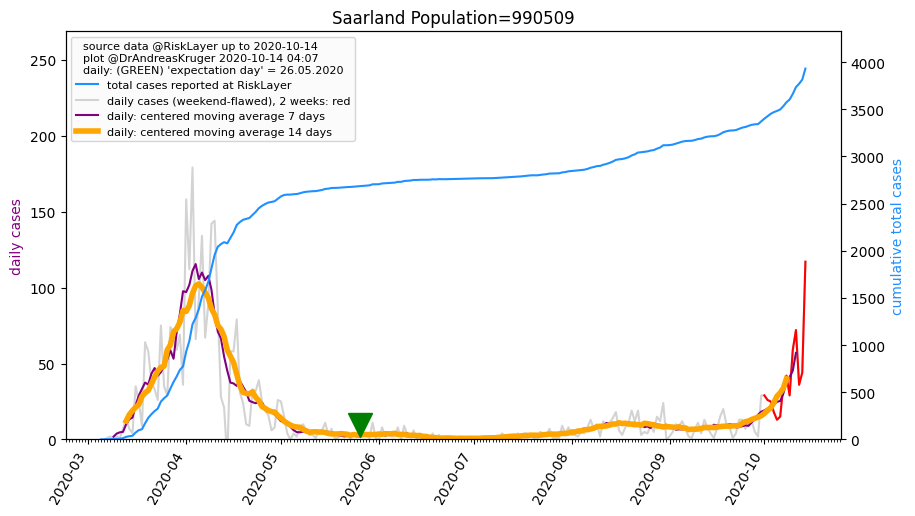 Saarland Population=990509
source data @RiskLayer up to 2020-10-14
plot @DrAndreasKruger 2020-10-14 04:07
daily: (GREEN) 'expectation day' = 26.05.2020
total cases reported at RiskLayer
daily cases (weekend-flawed), 2 weeks: red
daily: centered moving average 7 days
daily: centered moving average 14 days
daily cases
250
200
150
100
50
0
cumulative total cases
4000
3500
3000
2500
2000
1500
1000
500
0
2020-03
2020-04
2020-05
2020-06
2020-07
2020-08
2020-09
2020-10